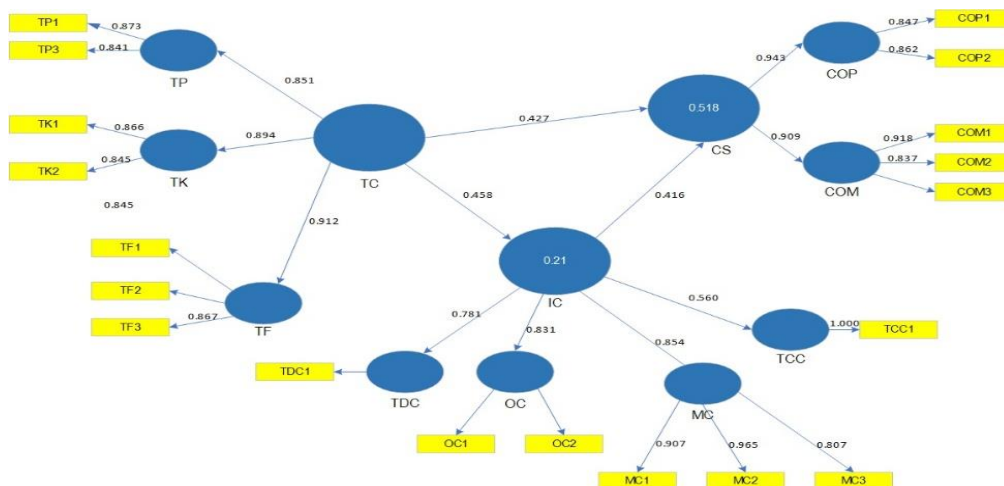 TP1
0.873
TP3
0.841
TP
0.851
TK1
0.866
TK2
0.845
TK
0.894
TC
0.845
0.912
TF1
TF2
TF3
0.867
TF
0.427
0.458
0.518
CS
0.943
0.909
0.416
COP
0.847
COP1
0.862
COP2
COM
0.918
COM1
0.837
COM2
COM3
0.21
IC
0.781
0.831
0.854
0.560
TDC1
TDC
OC
OC1
OC2
MC
0.907
0.965
0.807
MC1
MC2
MC3
TCC
1.000
TCC1